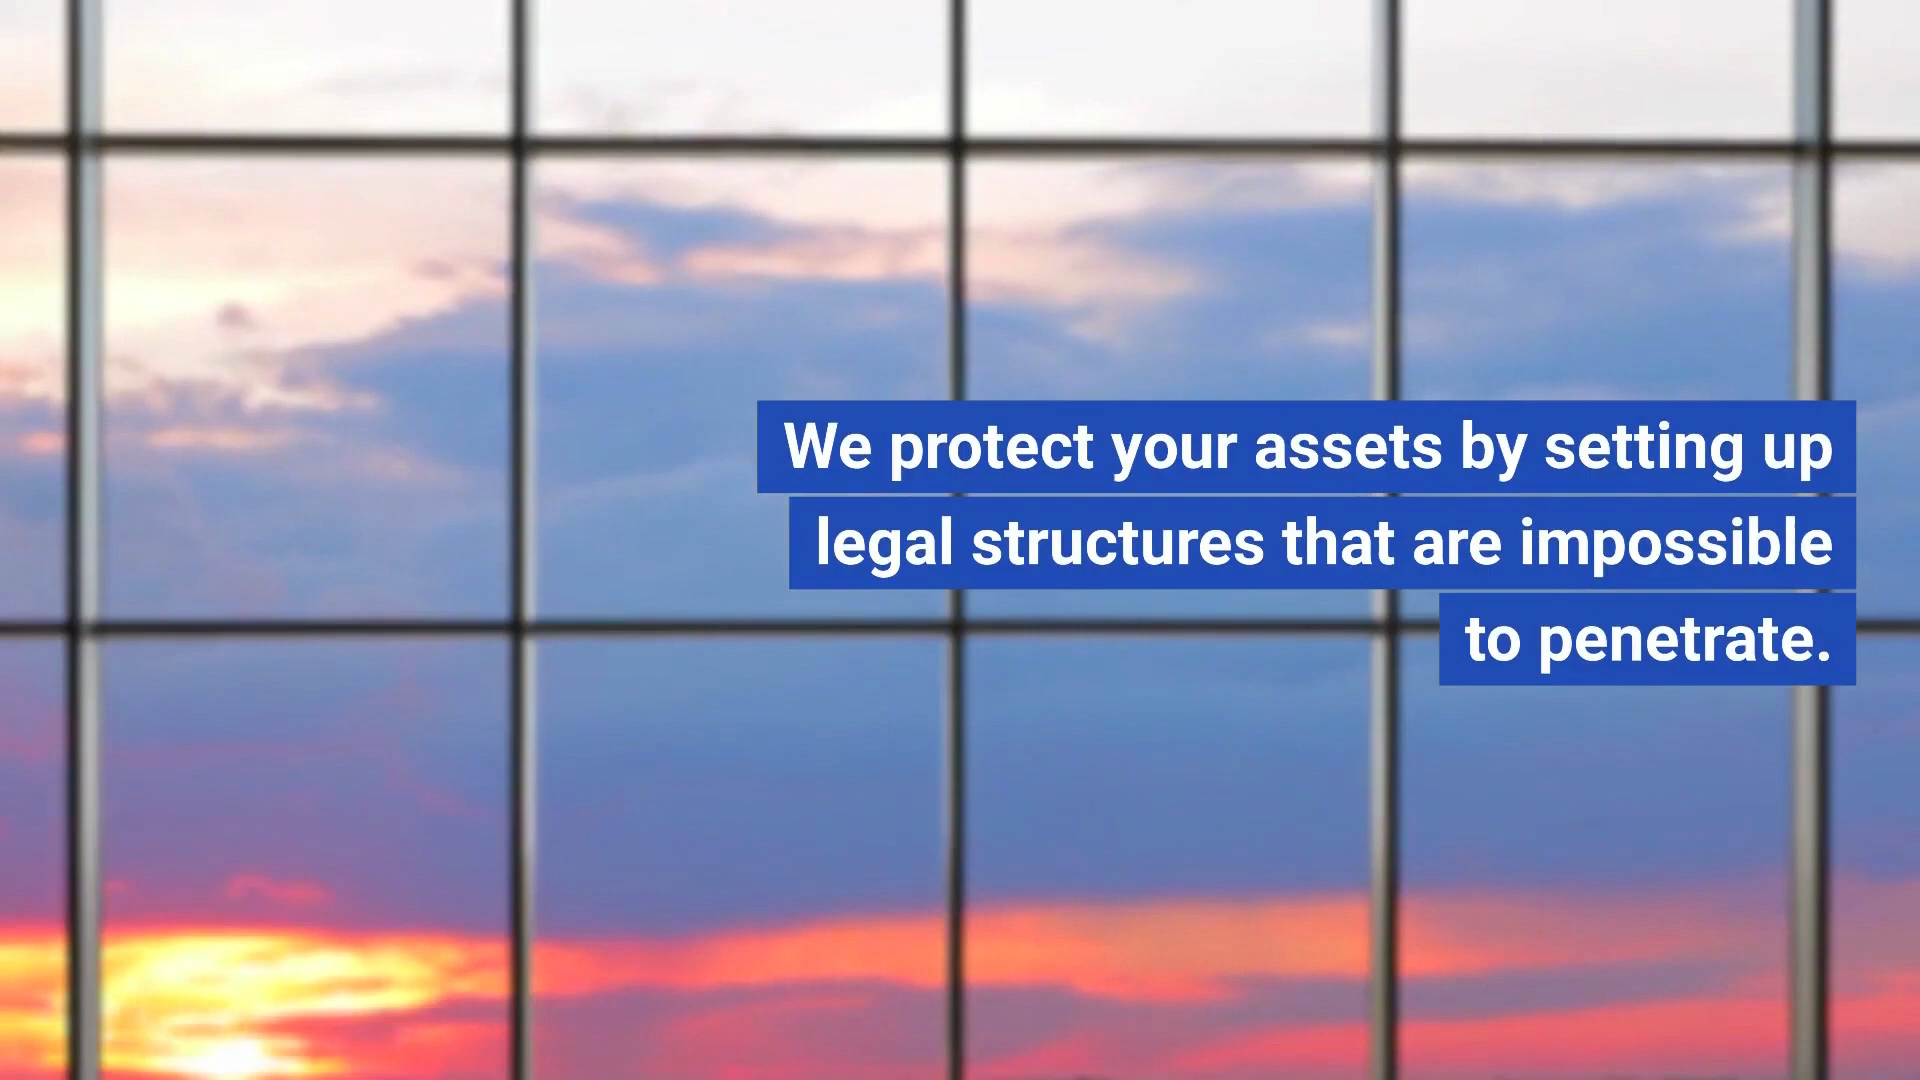 We protect your assets by setting up
legal structures that are impossible
to penetrate.